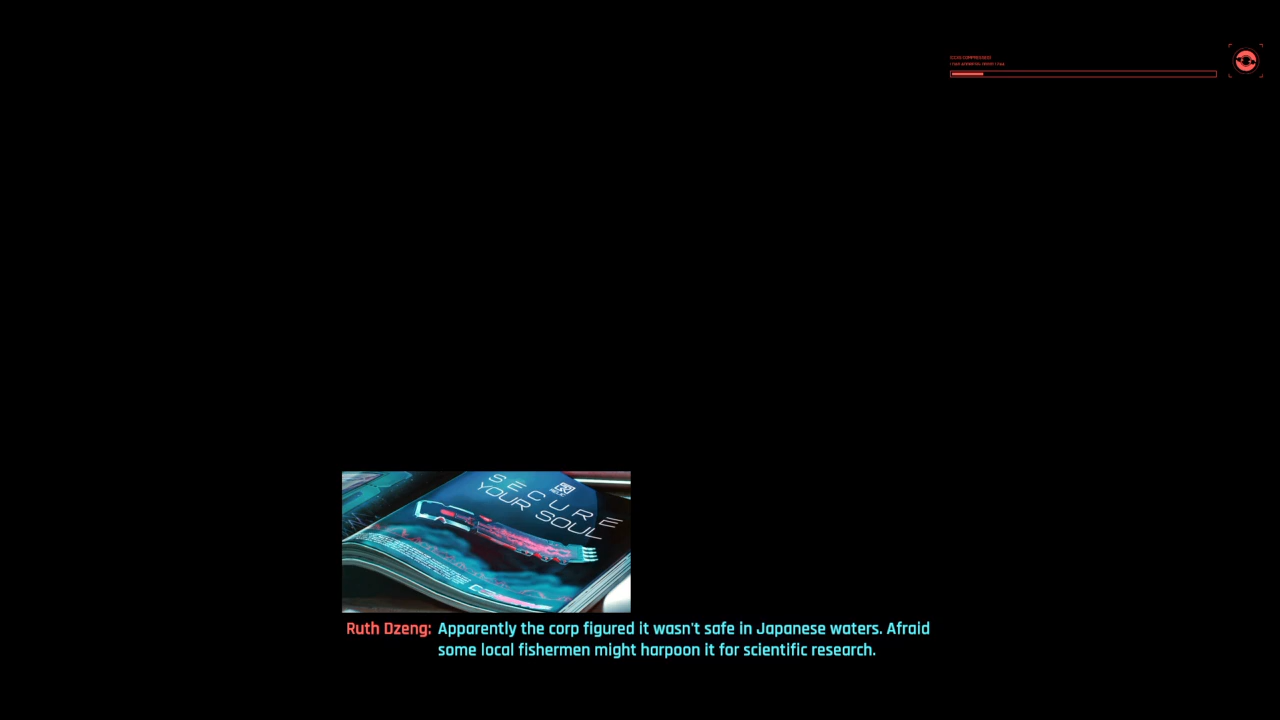 SECURE
YOUR SOUL
Ruth Dzeng: Apparently the corp figured it wasn't safe in Japanese waters. Afraid
some local fishermen might harpoon it for scientific research.